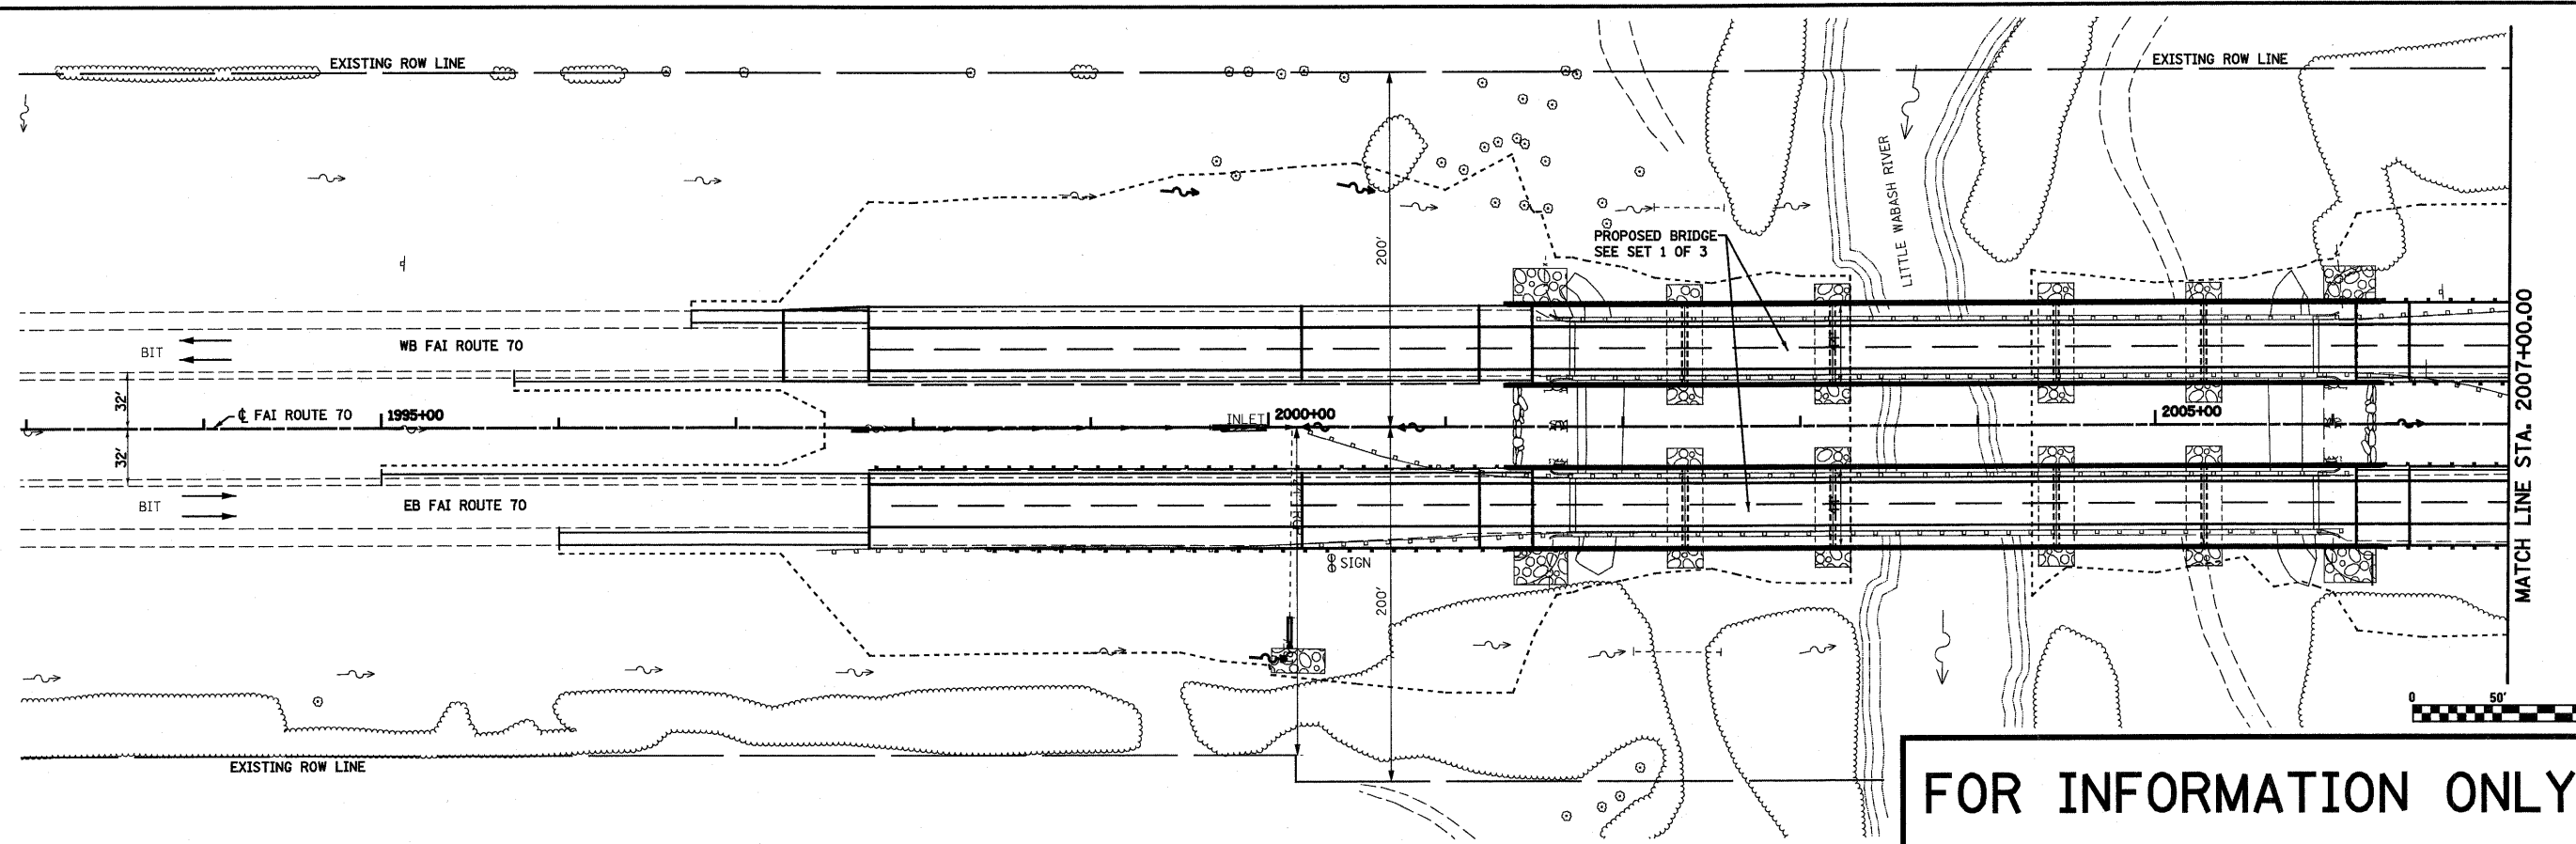 EXISTING ROW LINE
EXISTING ROW LINE
LITTLE WABASH RIVER
200'
PROPOSED BRIDGE
SEE SET 1 OF 3
BIT
WB FAI ROUTE 70
32'
℄ FAI ROUTE 70
1995+00
INLET
2000+00
2005+00
32'
BIT
EB FAI ROUTE 70
SIGN
200'
MATCH LINE STA. 2007+00.00
0 50'
EXISTING ROW LINE
FOR INFORMATION ONLY